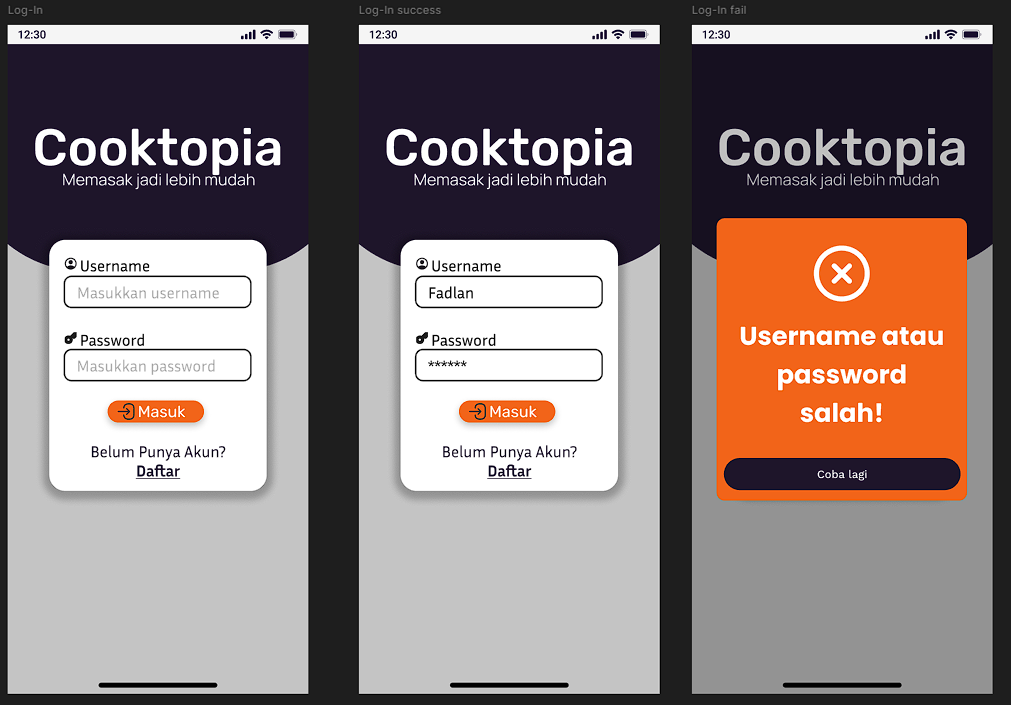 Log-In
12:30
Cooktopia
Memasak jadi lebih mudah
Username
Masukkan username
Password
Masukkan password
Masuk
Belum Punya Akun?
Daftar
Log-In success
12:30
Cooktopia
Memasak jadi lebih mudah
Username
Fadlan
Password
******
Masuk
Belum Punya Akun?
Daftar
Log-In fail
12:30
Cooktopia
Memasak jadi lebih mudah
Username atau
password
salah!
Coba lagi